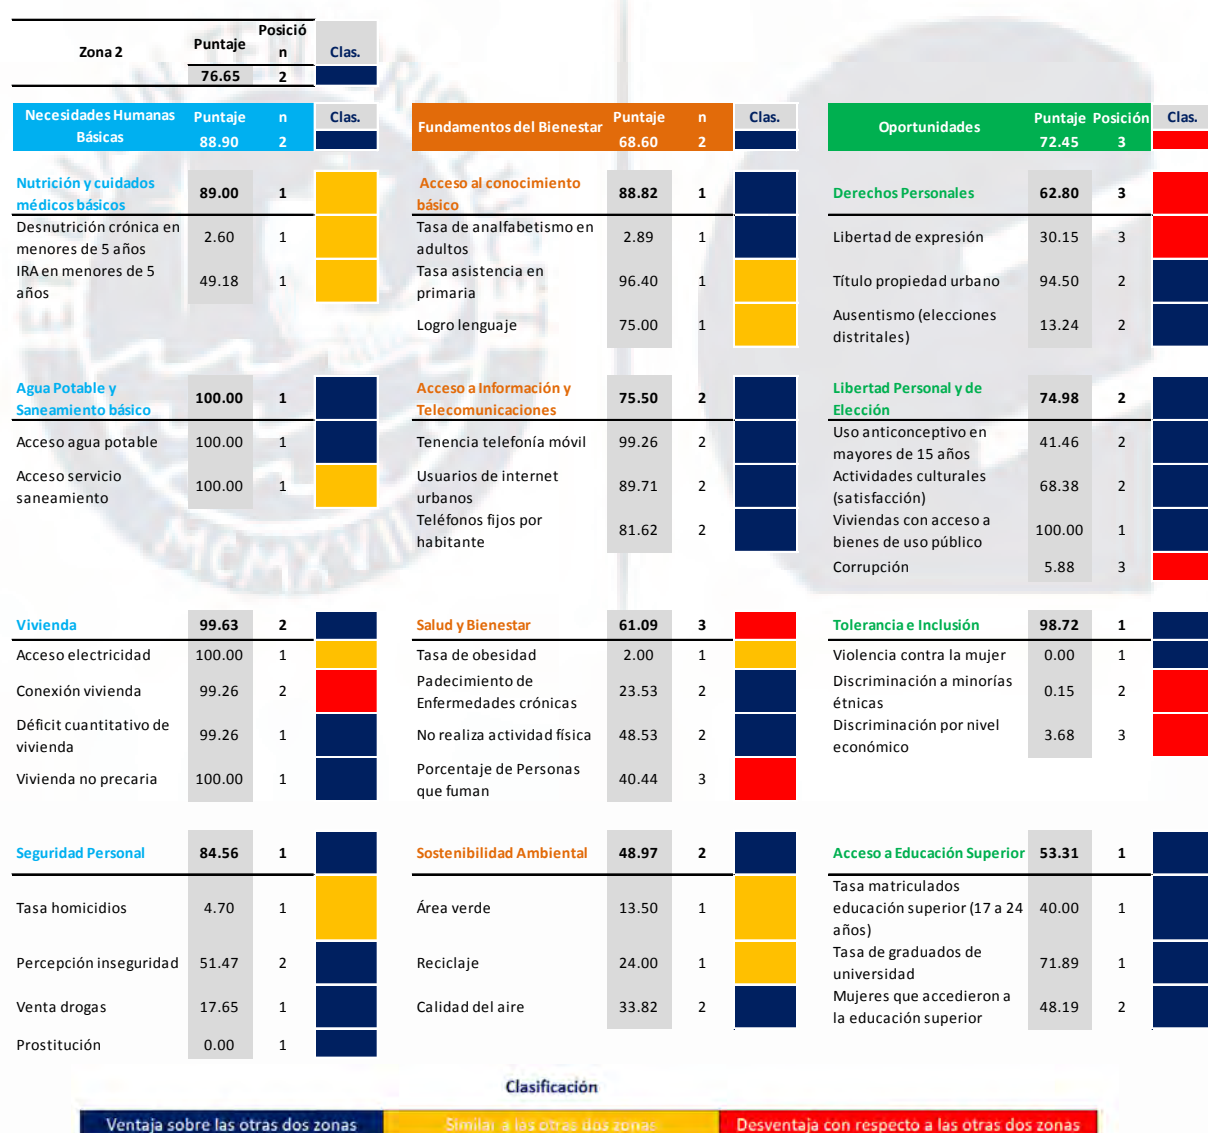 Zona 2 Puntaje Posició n Clas.
76.65 2
Necesidades Humanas Básicas Puntaje n Clas.
88.90 2
Nutrición y cuidados médicos básicos 89.00 1
Desnutrición crónica en menores de 5 años 2.60 1
IRA en menores de 5 años 49.18 1
Agua Potable y Saneamiento básico 100.00 1
Acceso agua potable 100.00 1
Acceso servicio saneamiento 100.00 1
Vivienda 99.63 2
Acceso electricidad 100.00 1
Conexión vivienda 99.26 2
Déficit cuantitativo de vivienda 99.26 1
Vivienda no precaria 100.00 1
Seguridad Personal 84.56 1
Tasa homicidios 4.70 1
Percepción inseguridad 51.47 2
Venta drogas 17.65 1
Prostitución 0.00 1
Fundamentos del Bienestar Puntaje n Clas.
68.60 2
Acceso al conocimiento básico 88.82 1
Tasa de analfabetismo en adultos 2.89 1
Tasa asistencia en primaria 96.40 1
Logro lenguaje 75.00 1
Acceso a Información y Telecomunicaciones 75.50 2
Tenencia telefonía móvil 99.26 2
Usuarios de internet urbanos 89.71 2
Teléfonos fijos por habitante 81.62 2
Salud y Bienestar 61.09 3
Tasa de obesidad 2.00 1
Padecimiento de Enfermedades crónicas 23.53 2
No realiza actividad física 48.53 2
Porcentaje de Personas que fuman 40.44 3
Sostenibilidad Ambiental 48.97 2
Área verde 13.50 1
Reciclaje 24.00 1
Calidad del aire 33.82 2
Oportunidades Puntaje Posición Clas.
72.45 3
Derechos Personales 62.80 3
Libertad de expresión 30.15 3
Título propiedad urbano 94.50 2
Ausentismo (elecciones distritales) 13.24 2
Libertad Personal y de Elección 74.98 2
Uso anticonceptivo en mayores de 15 años 41.46 2
Actividades culturales (satisfacción) 68.38 2
Viviendas con acceso a bienes de uso público 100.00 1
Corrupción 5.88 3
Tolerancia e Inclusión 98.72 1
Violencia contra la mujer 0.00 1
Discriminación a minorías étnicas 0.15 2
Discriminación por nivel económico 3.68 3
Acceso a Educación Superior 53.31 1
Tasa matriculados educación superior (17 a 24 años) 40.00 1
Tasa de graduados de universidad 71.89 1
Mujeres que accedieron a la educación superior 48.19 2
Clasificación
Ventaja sobre las otras dos zonas Similar a las otras dos zonas Desventaja con respecto a las otras dos zonas
MCMXVII